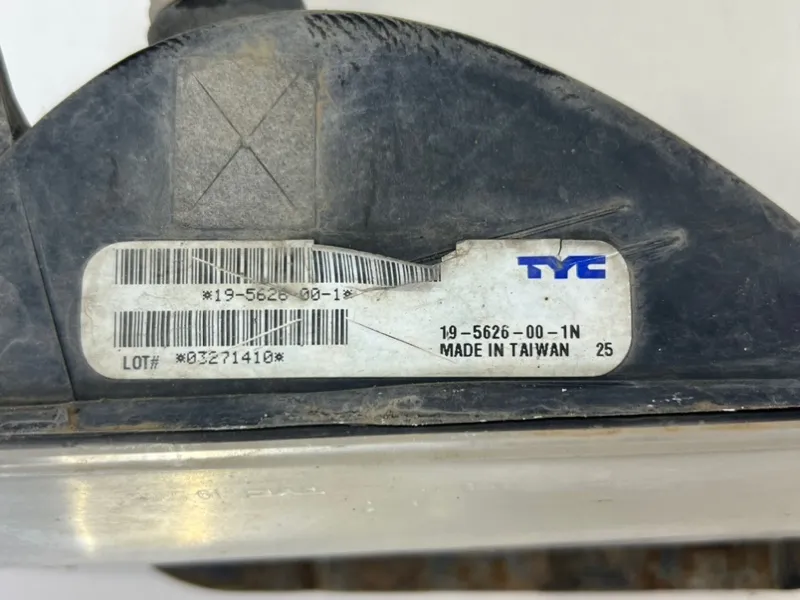 TYC
*19-5626-00-1*
19-5626-00-1N
LOT# *03271410*
MADE IN TAIWAN 25